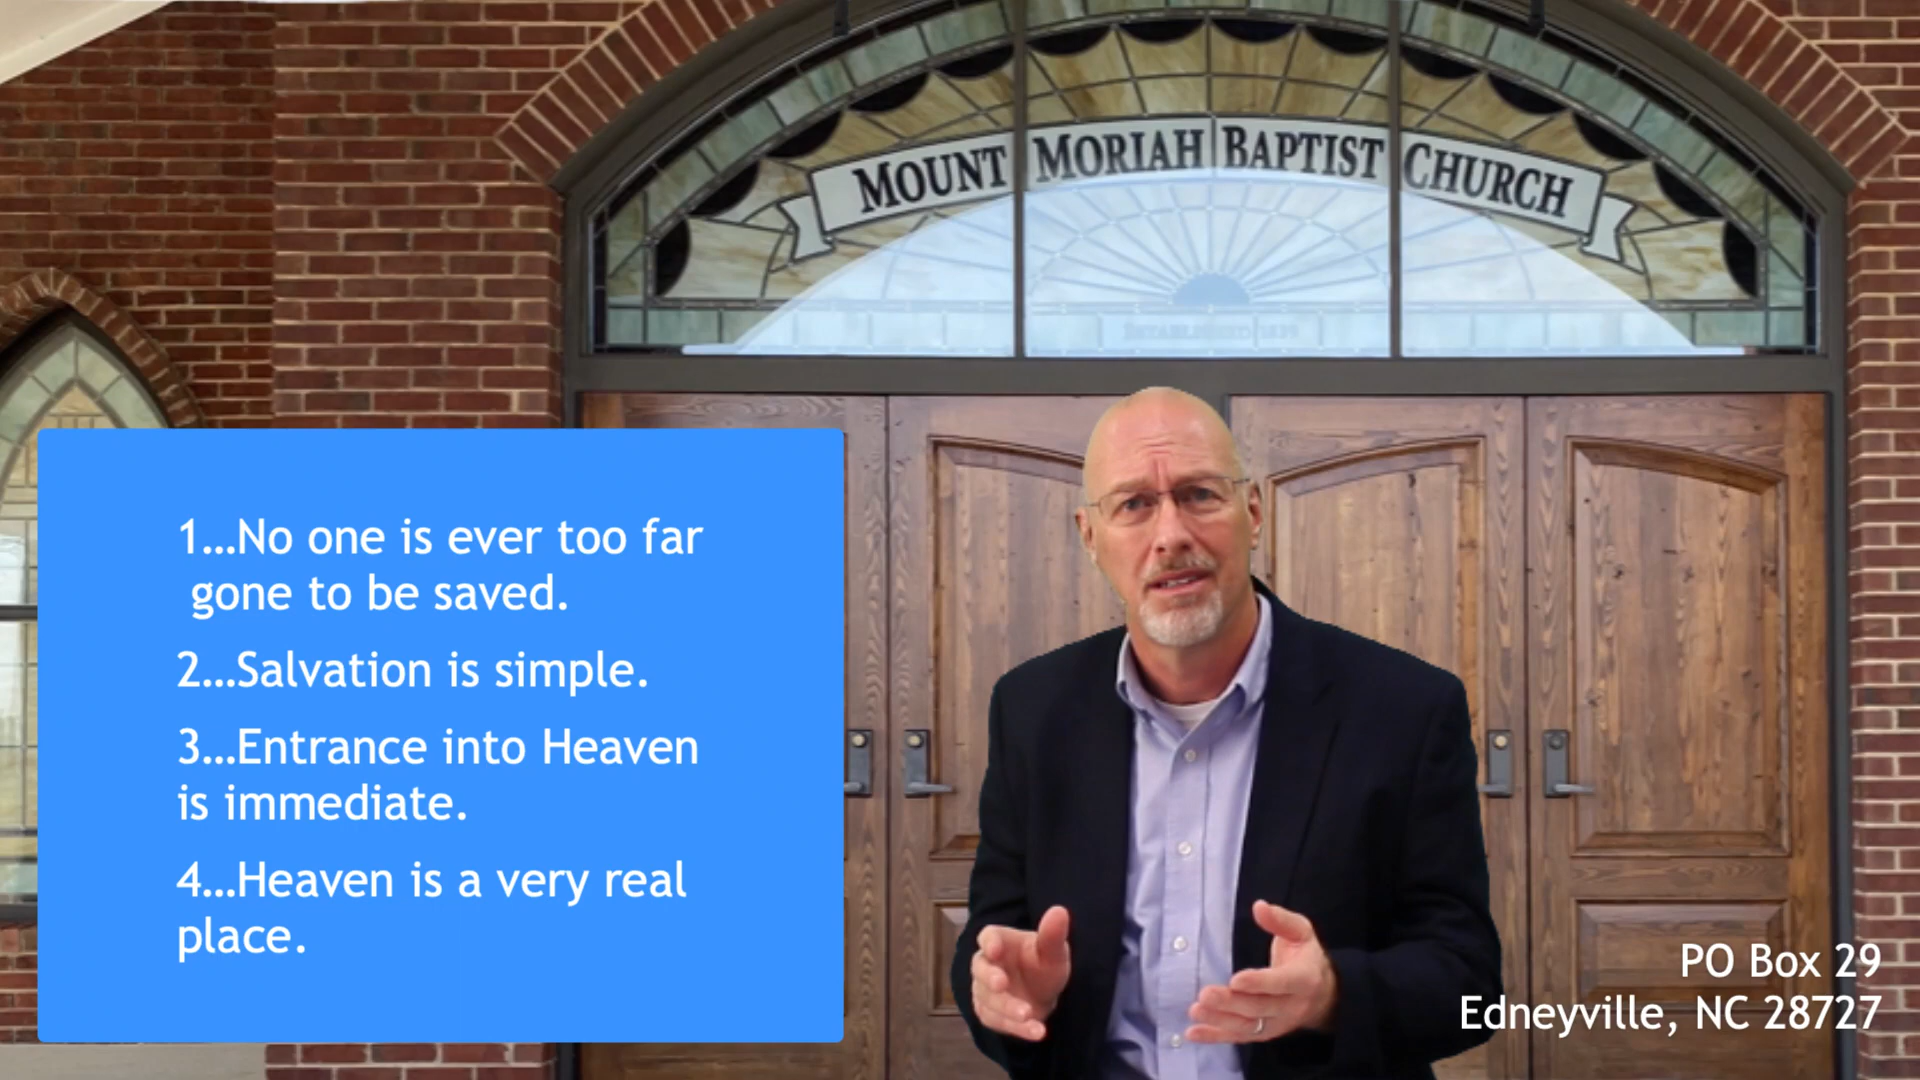 MOUNT MORIAH BAPTIST CHURCH
1...No one is ever too far
gone to be saved.
2...Salvation is simple.
3...Entrance into Heaven
is immediate.
4...Heaven is a very real
place.
PO Box 29
Edneyville, NC 28727